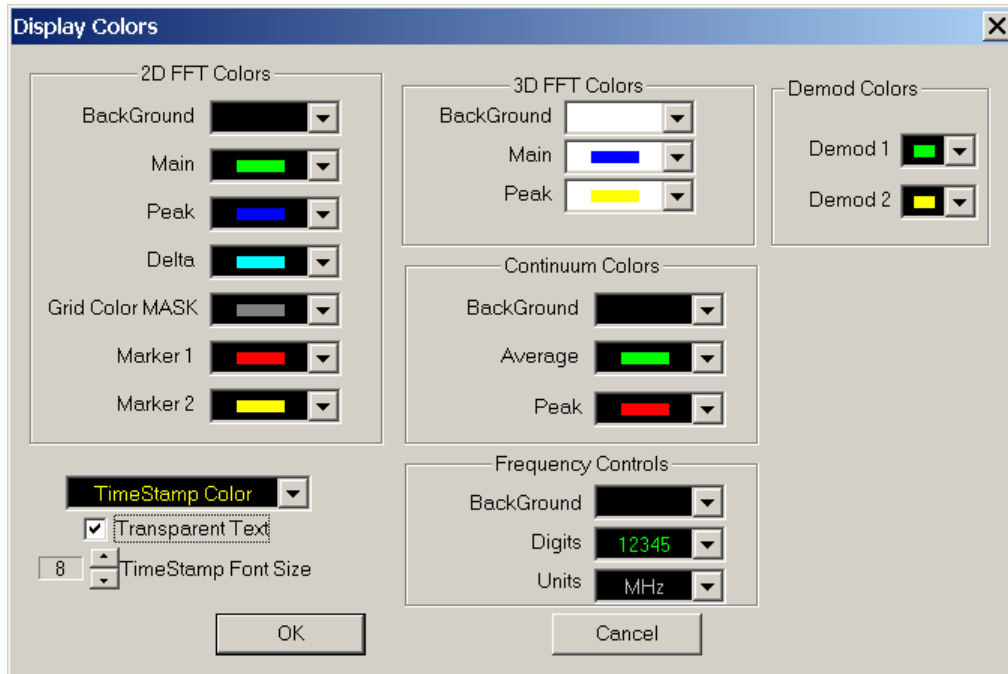 Display Colors
2D FFT Colors
BackGround
Main
Peak
Delta
Grid Color MASK
Marker 1
Marker 2
TimeStamp Color
Transparent Text
8
TimeStamp Font Size
3D FFT Colors
BackGround
Main
Peak
Continuum Colors
BackGround
Average
Peak
Frequency Controls
BackGround
Digits
12345
Units
MHz
Demod Colors
Demod 1
Demod 2
OK
Cancel